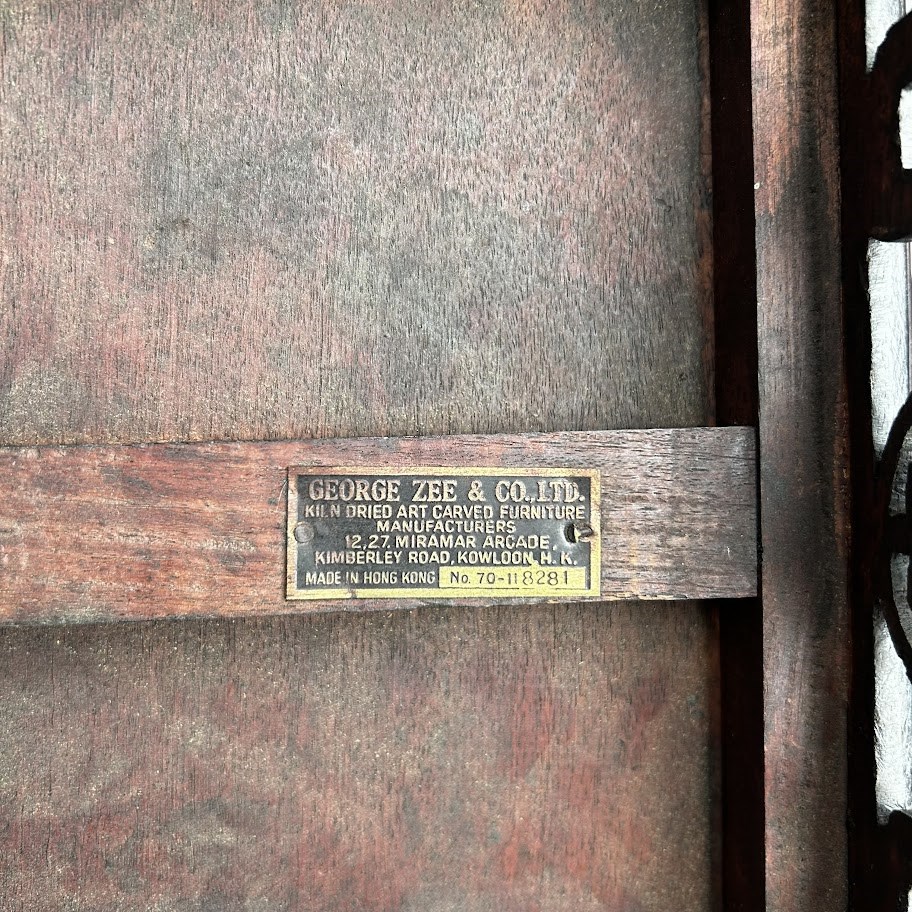 GEORGE ZEE & CO., LTD.
KILN DRIED ART CARVED FURNITURE
MANUFACTURERS
12,27, MIRAMAR ARCADE,
KIMBERLEY ROAD, KOWLOON, H. K.
MADE IN HONG KONG No. 70-118281